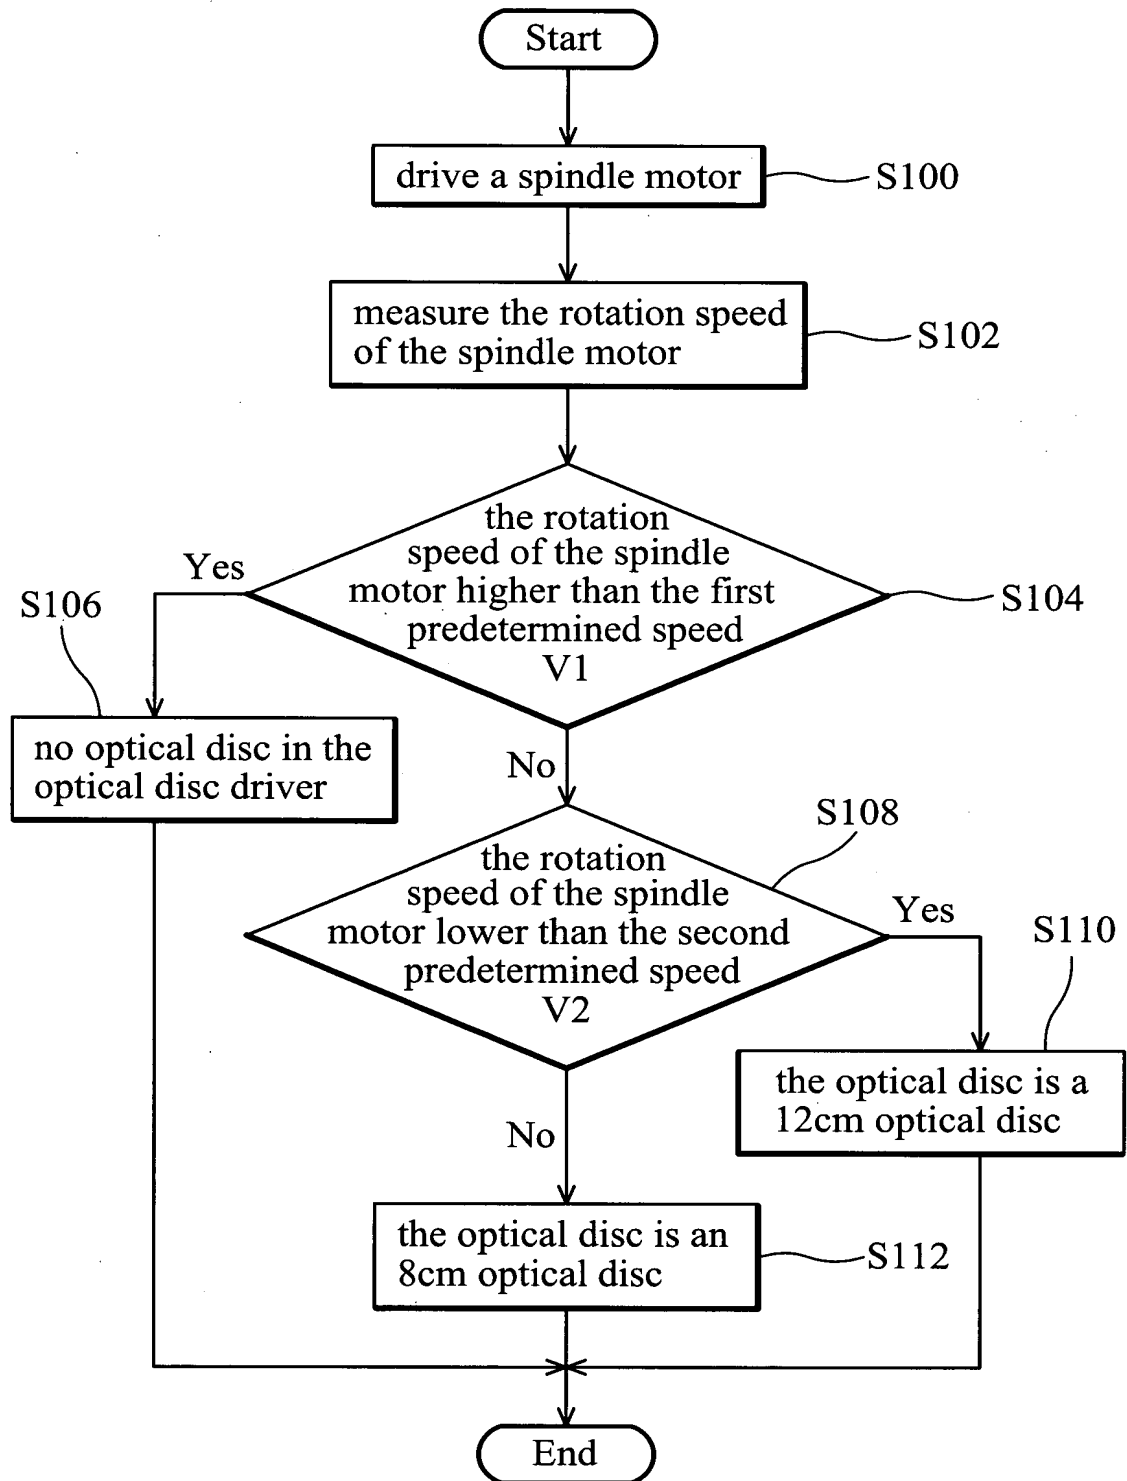 Start
drive a spindle motor
S100
measure the rotation speed
of the spindle motor
S102
the rotation
speed of the spindle
motor higher than the first
predetermined speed
V1
S104
Yes
S106
no optical disc in the
optical disc driver
No
S108
the rotation
speed of the spindle
motor lower than the second
predetermined speed
V2
Yes
S110
the optical disc is a
12cm optical disc
No
the optical disc is an
8cm optical disc
S112
End